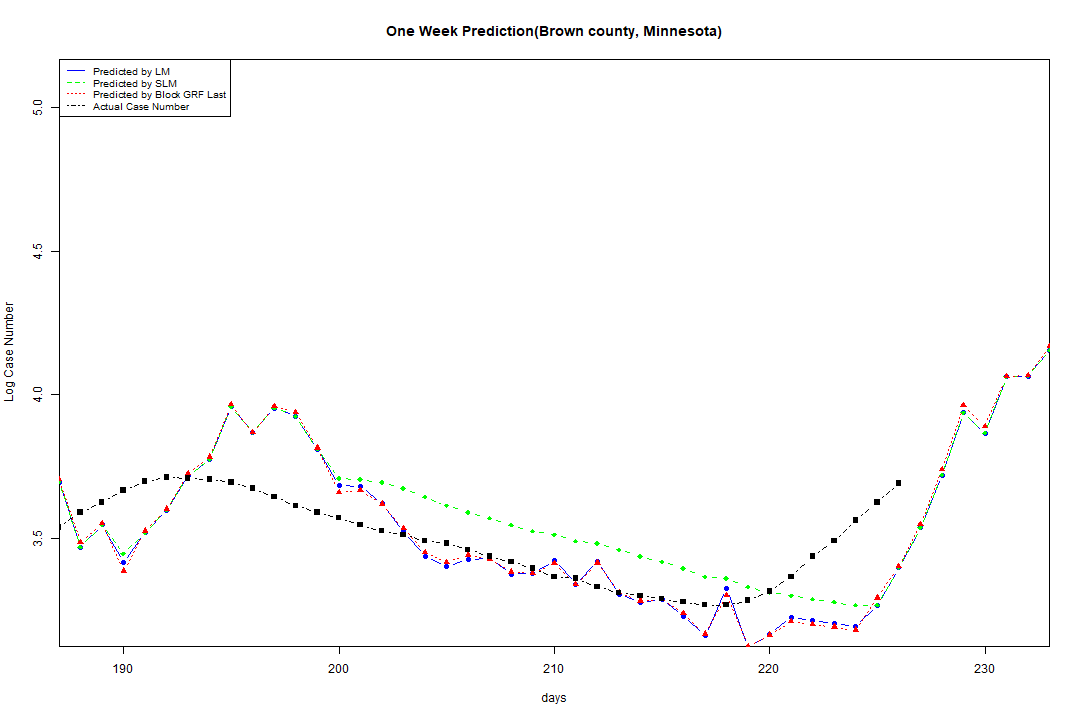 One Week Prediction(Brown county, Minnesota)
Predicted by LM
Predicted by SLM
Predicted by Block GRF Last
Actual Case Number
5.0
4.5
4.0
3.5
Log Case Number
190 200 210 220 230
days